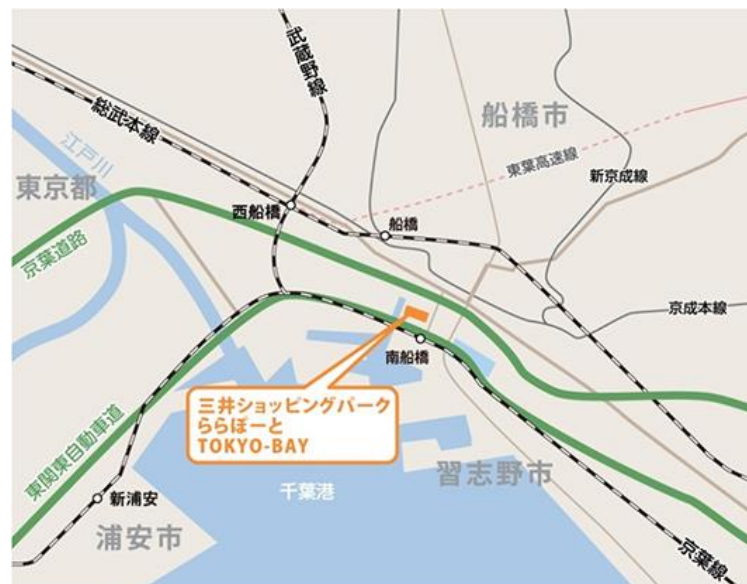 武蔵野線
総武本線
船橋市
江戸川
東葉高速線
新京成線
東京都
西船橋
船橋
京葉道路
京成本線
南船橋
三井ショッピングパーク
ららぽーと
TOKYO-BAY
東関東自動車道
習志野市
千葉港
新浦安
浦安市
京葉線